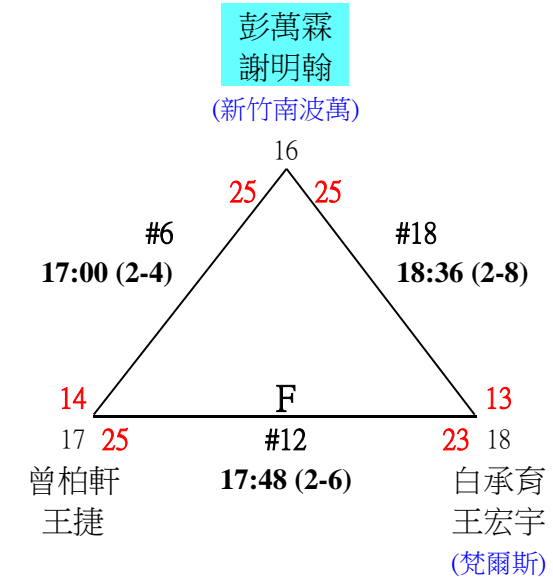 彭萬霖
謝明翰
(新竹南波萬)
16
25 25
#6 #18
17:00 (2-4) 18:36 (2-8)
14 F 13
17 25 #12 23 18
曾柏軒 17:48 (2-6) 白承育
王捷 王宏宇
(梵爾斯)